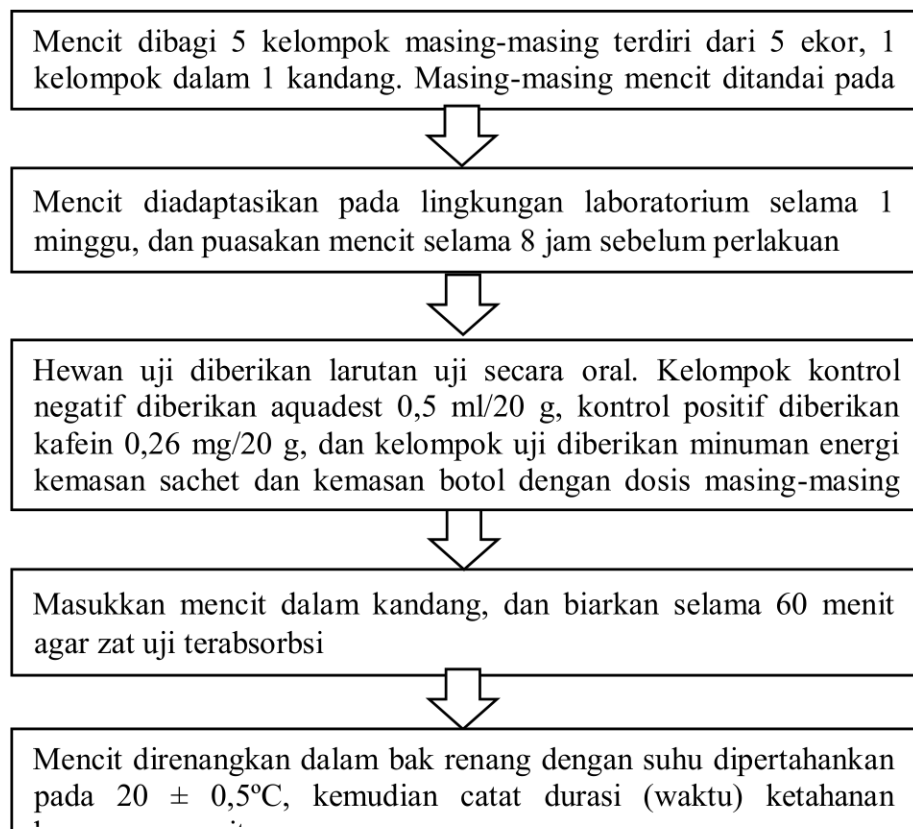 Mencit dibagi 5 kelompok masing-masing terdiri dari 5 ekor, 1
kelompok dalam 1 kandang. Masing-masing mencit ditandai pada
Mencit diadaptasikan pada lingkungan laboratorium selama 1
minggu, dan puasakan mencit selama 8 jam sebelum perlakuan
Hewan uji diberikan larutan uji secara oral. Kelompok kontrol
negatif diberikan aquadest 0,5 ml/20 g, kontrol positif diberikan
kafein 0,26 mg/20 g, dan kelompok uji diberikan minuman energi
kemasan sachet dan kemasan botol dengan dosis masing-masing
Masukkan mencit dalam kandang, dan biarkan selama 60 menit
agar zat uji terabsorbsi
Mencit direnangkan dalam bak renang dengan suhu dipertahankan
pada 20 ± 0,5ºC, kemudian catat durasi (waktu) ketahanan